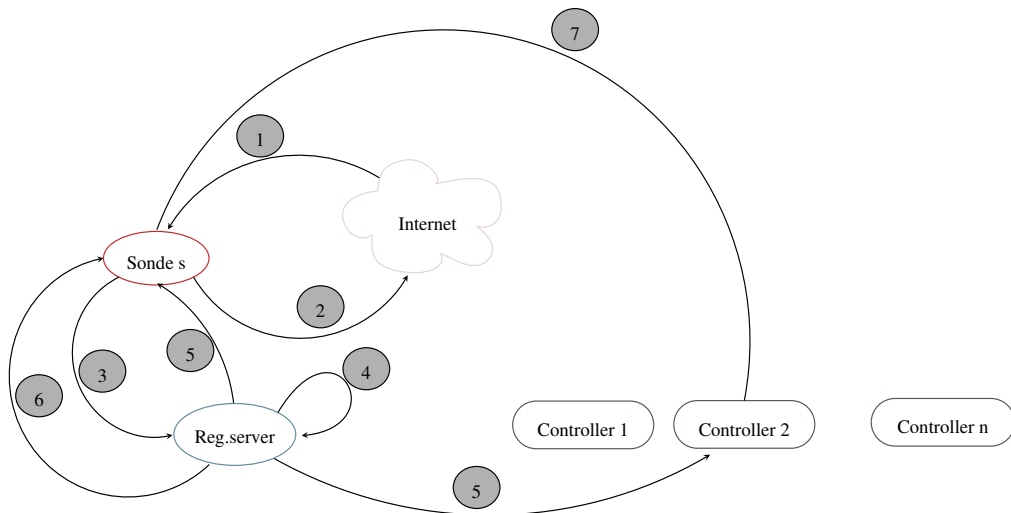 7
1
Internet
Sonde s
2
5
3
4
6
Reg.server
Controller 1
Controller 2
Controller n
5